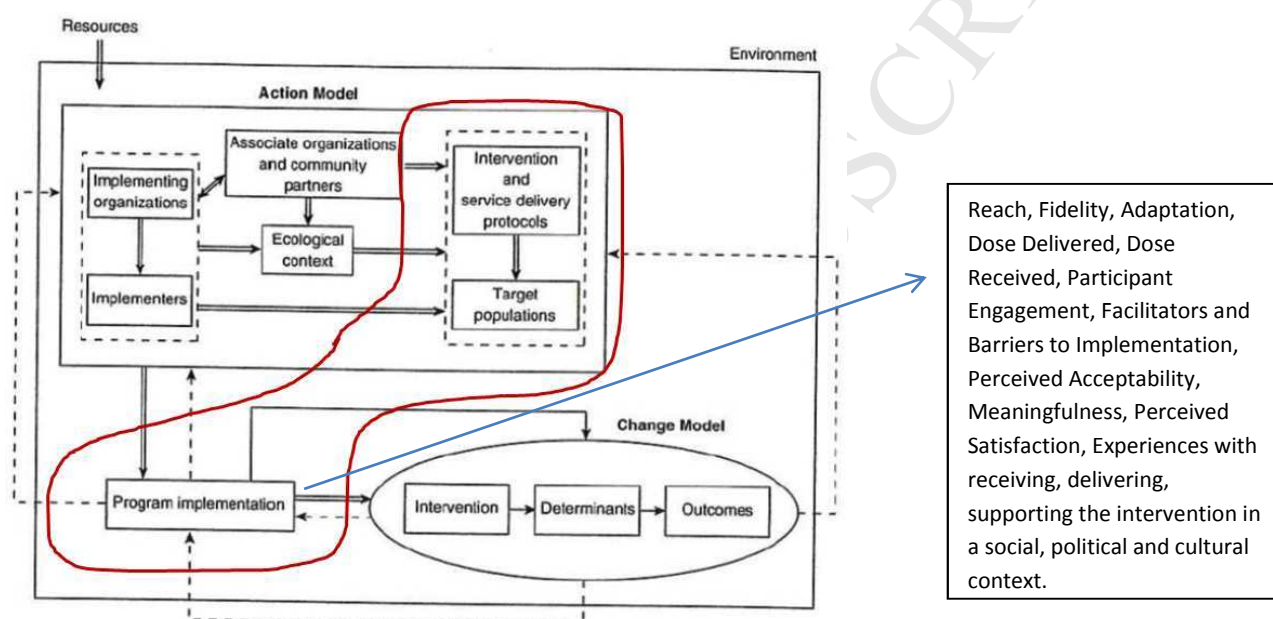 Resources
Environment
Action Model
Associate organizations
and community
partners
Implementing
organizations
Intervention
and
service delivery
protocols
Ecological
context
Implementers
Target
populations
Change Model
Program implementation
Intervention
Determinants
Outcomes
Reach, Fidelity, Adaptation,
Dose Delivered, Dose
Received, Participant
Engagement, Facilitators and
Barriers to Implementation,
Perceived Acceptability,
Meaningfulness, Perceived
Satisfaction, Experiences with
receiving, delivering,
supporting the intervention in
a social, political and cultural
context.
SCR